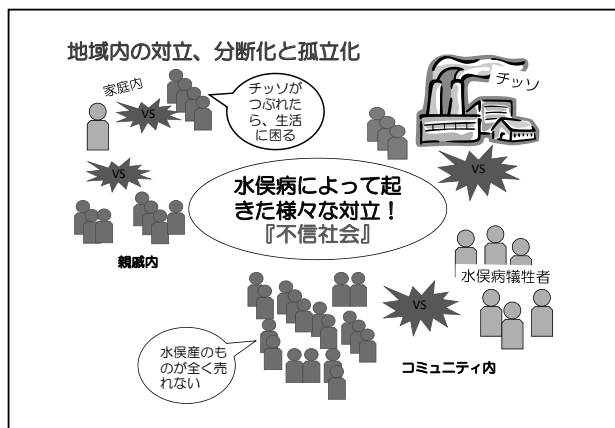 地域内の対立、分断化と孤立化
家庭内
VS
チッソが
つぶれた
ら、生活
に困る
チッソ
VS
VS
水俣病によって起
きた様々な対立！
『不信社会』
親戚内
水俣病犠牲者
VS
水俣産のも
のが全く売
れない
コミュニティ内